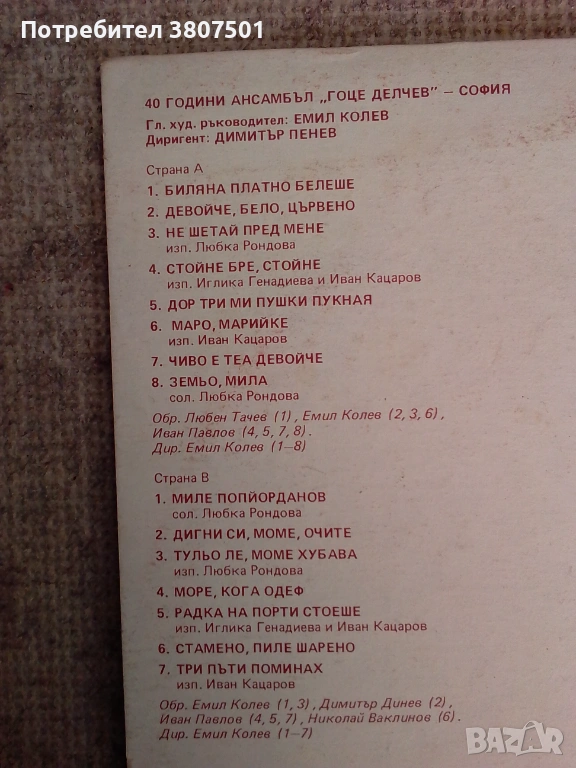 Потребител 3807501
40 ГОДИНИ АНСАМБЪЛ „ГОЦЕ ДЕЛЧЕВ" – СОФИЯ
Гл. худ. ръководител: ЕМИЛ КОЛЕВ
Диригент: ДИМИТЪР ПЕНЕВ
Страна А
1. БИЛЯНА ПЛАТНО БЕЛЕШЕ
2. ДЕВОЙЧЕ, БЕЛО, ЦЪРВЕНО
3. НЕ ШЕТАЙ ПРЕД МЕНЕ
изп. Любка Рондова
4. СТОЙНЕ БРЕ, СТОЙНЕ
изп. Иглика Генадиева и Иван Кацаров
5. ДОР ТРИ МИ ПУШКИ ПУКНАЯ
6. МАРО, МАРИЙКЕ
изп. Иван Кацаров
7. ЧИВО Е ТЕА ДЕВОЙЧЕ
8. ЗЕМЬО, МИЛА
сол. Любка Рондова
Обр. Любен Тачев (1), Емил Колев (2, 3, 6),
Иван Павлов (4, 5, 7, 8).
Дир. Емил Колев (1–8)
Страна В
1. МИЛЕ ПОПЙОРДАНОВ
сол. Любка Рондова
2. ДИГНИ СИ, МОМЕ, ОЧИТЕ
3. ТУЛЬО ЛЕ, МОМЕ ХУБАВА
изп. Любка Рондова
4. МОРЕ, КОГА ОДЕФ
5. РАДКА НА ПОРТИ СТОЕШЕ
изп. Иглика Генадиева и Иван Кацаров
6. СТАМЕНО, ПИЛЕ ШАРЕНО
7. ТРИ ПЪТИ ПОМИНАХ
изп. Иван Кацаров
Обр. Емил Колев (1, 3), Димитър Динев (2),
Иван Павлов (4, 5, 7), Николай Ваклинов (6).
Дир. Емил Колев (1–7)
BAZAR